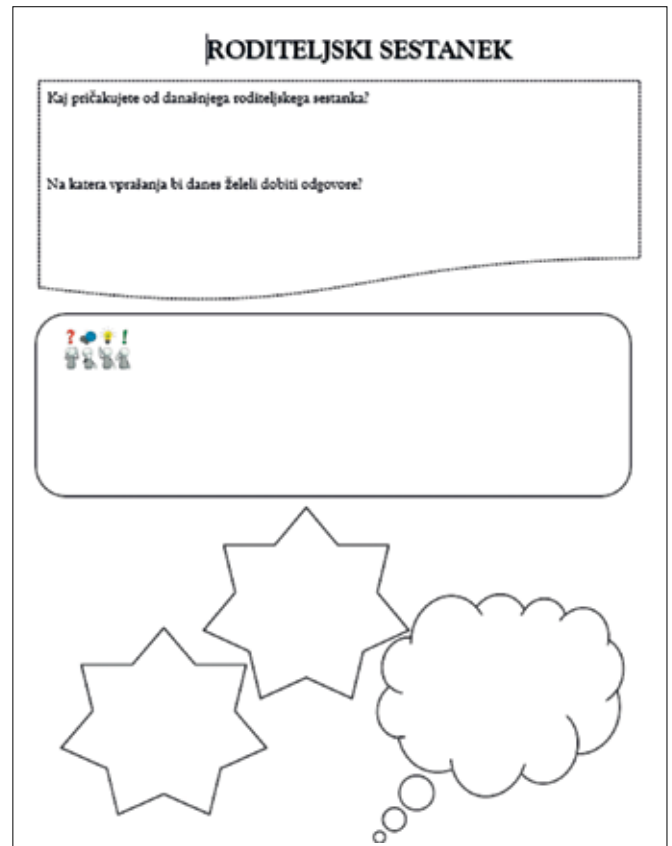 RODITELJSKI SESTANEK
Kaj pričakujete od današnjega roditeljskega sestanka?
Na katera vprašanja bi danes želeli dobiti odgovore?